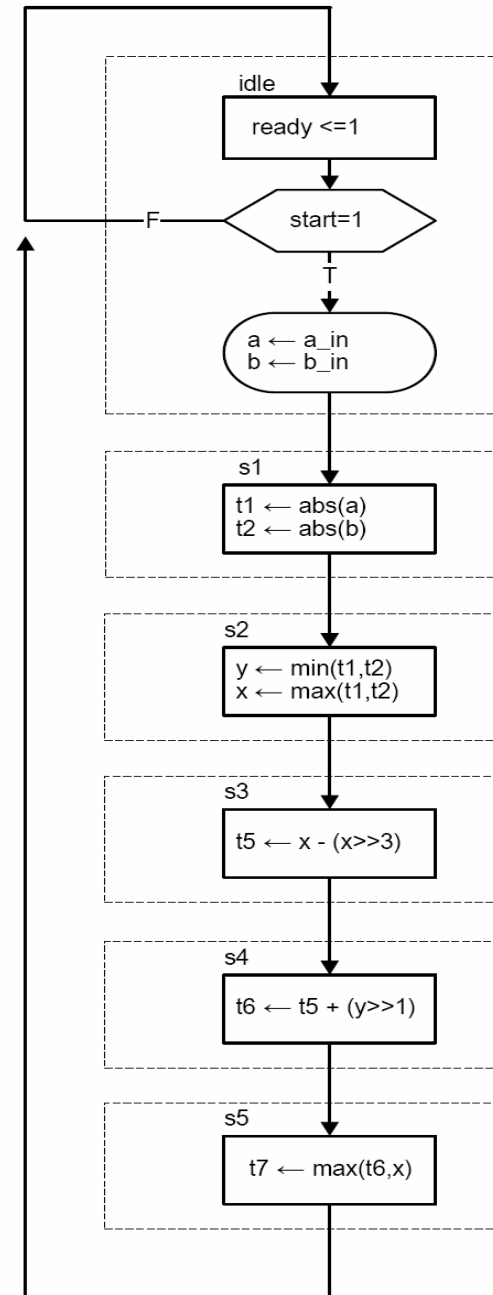 idle
ready <=1
start=1
F
T
a ← a_in
b ← b_in
s1
t1 ← abs(a)
t2 ← abs(b)
s2
y ← min(t1,t2)
x ← max(t1,t2)
s3
t5 ← x - (x>>3)
s4
t6 ← t5 + (y>>1)
s5
t7 ← max(t6,x)